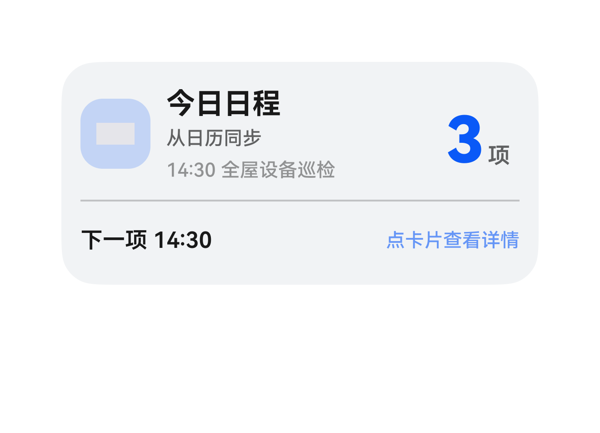 今日日程
从日历同步
14:30 全屋设备巡检
3 项
下一项 14:30
点卡片查看详情